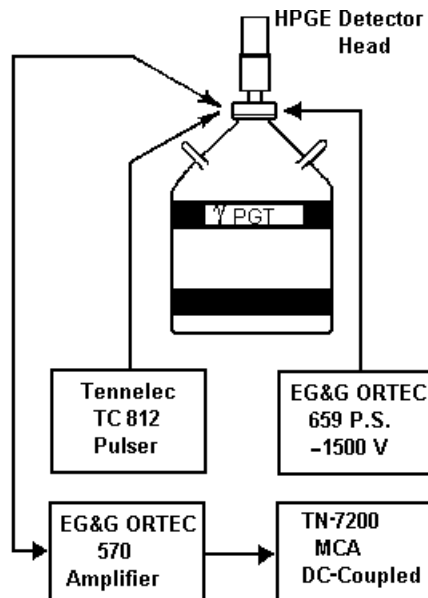 HPGE Detector
Head
γ PGT
Tennelec
TC 812
Pulser
EG&G ORTEC
659 P.S.
–1500 V
EG&G ORTEC
570
Amplifier
TN-7200
MCA
DC-Coupled